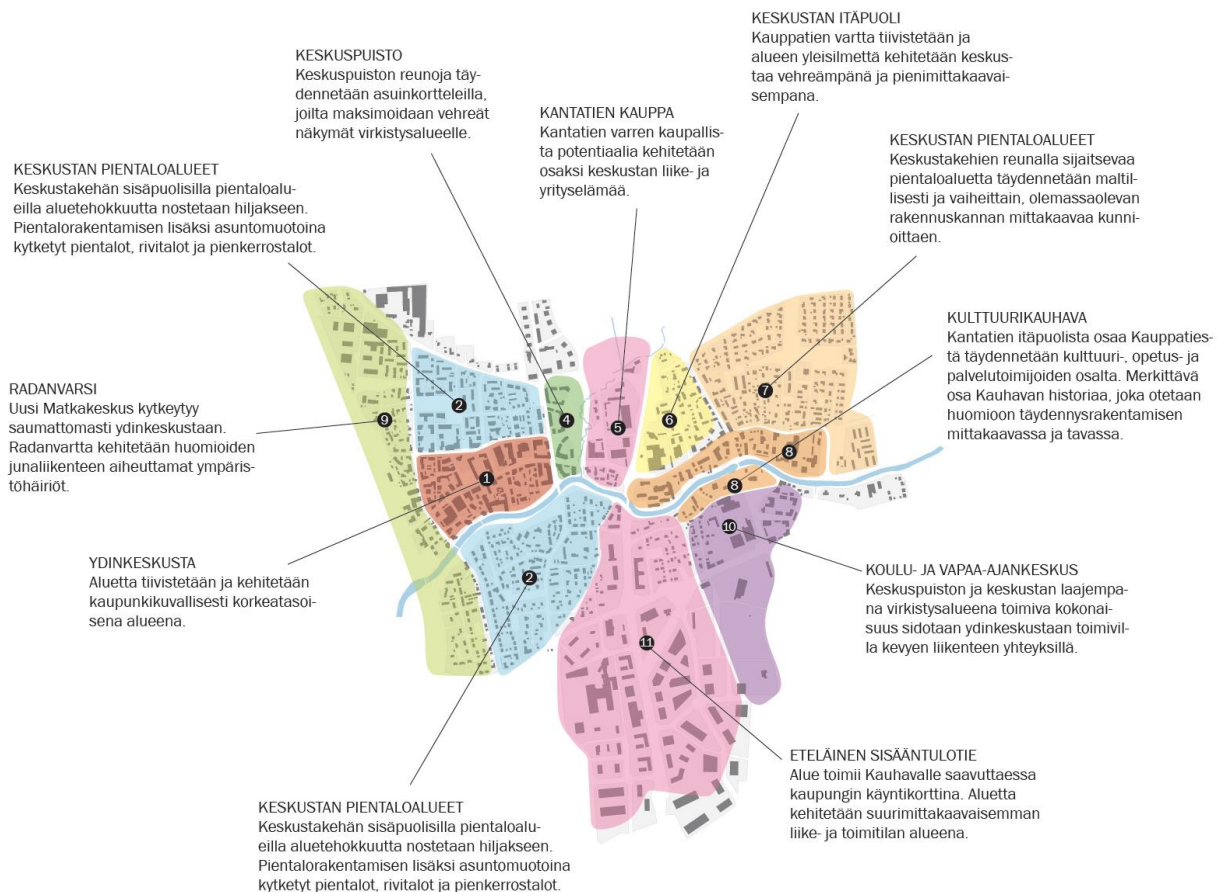 KESKUSTAN ITÄPUOLI
Kauppatien vartta tiivistetään ja
alueen yleisilmettä kehitetään keskus-
taa vehreämpänä ja pienimittakaavai-
sempana.
KESKUSPUISTO
Keskuspuiston reunoja täy-
dennetään asuinkortteleilla,
joilta maksimoidaan vehreät
näkymät virkistysalueelle.
KANTATIEN KAUPPA
Kantatien varren kaupallis-
ta potentiaalia kehitetään
osaksi keskustan liike- ja
yrityselämää.
KESKUSTAN PIENTALOALUEET
Keskustakehien reunalla sijaitsevaa
pientaloaluetta täydennetään maltil-
lisesti ja vaiheittain, olemassaolevan
rakennuskannan mittakaavaa kunni-
oittaen.
KESKUSTAN PIENTALOALUEET
Keskustakehän sisäpuolisilla pientaloalu-
eilla aluetehokkuutta nostetaan hiljakseen.
Pientalorakentamisen lisäksi asuntomuotoina
kytketyt pientalot, rivitalot ja pienkerrostalot.
KULTTUURIKAUHAVA
Kantatien itäpuolista osaa Kauppaties-
tä täydennetään kulttuuri-, opetus- ja
palvelutoimijoiden osalta. Merkittävä
osa Kauhavan historiaa, joka otetaan
huomioon täydennysrakentamisen
mittakaavassa ja tavassa.
RADANVARSI
Uusi Matkakeskus kytkeytyy
saumattomasti ydinkeskustaan.
Radanvartta kehitetään huomioiden
junaliikenteen aiheuttamat ympäris-
töhäiriöt.
9
2
4
5
6
7
8
1
8
10
2
11
YDINKESKUSTA
Aluetta tiivistetään ja kehitetään
kaupunkikuvallisesti korkeatasoi-
sena alueena.
KOULU- JA VAPAA-AJANKESKUS
Keskuspuiston ja keskustan laajempa-
na virkistysalueena toimiva kokonai-
suus sidotaan ydinkeskustaan toimivil-
la kevyen liikenteen yhteyksillä.
ETELÄINEN SISÄÄNTULOTIE
Alue toimii Kauhavalle saavuttaessa
kaupungin käyntikorttina. Aluetta
kehitetään suurimittakaavaisemman
liike- ja toimitilan alueena.
KESKUSTAN PIENTALOALUEET
Keskustakehän sisäpuolisilla pientaloalu-
eilla aluetehokkuutta nostetaan hiljakseen.
Pientalorakentamisen lisäksi asuntomuotoina
kytketyt pientalot, rivitalot ja pienkerrostalot.